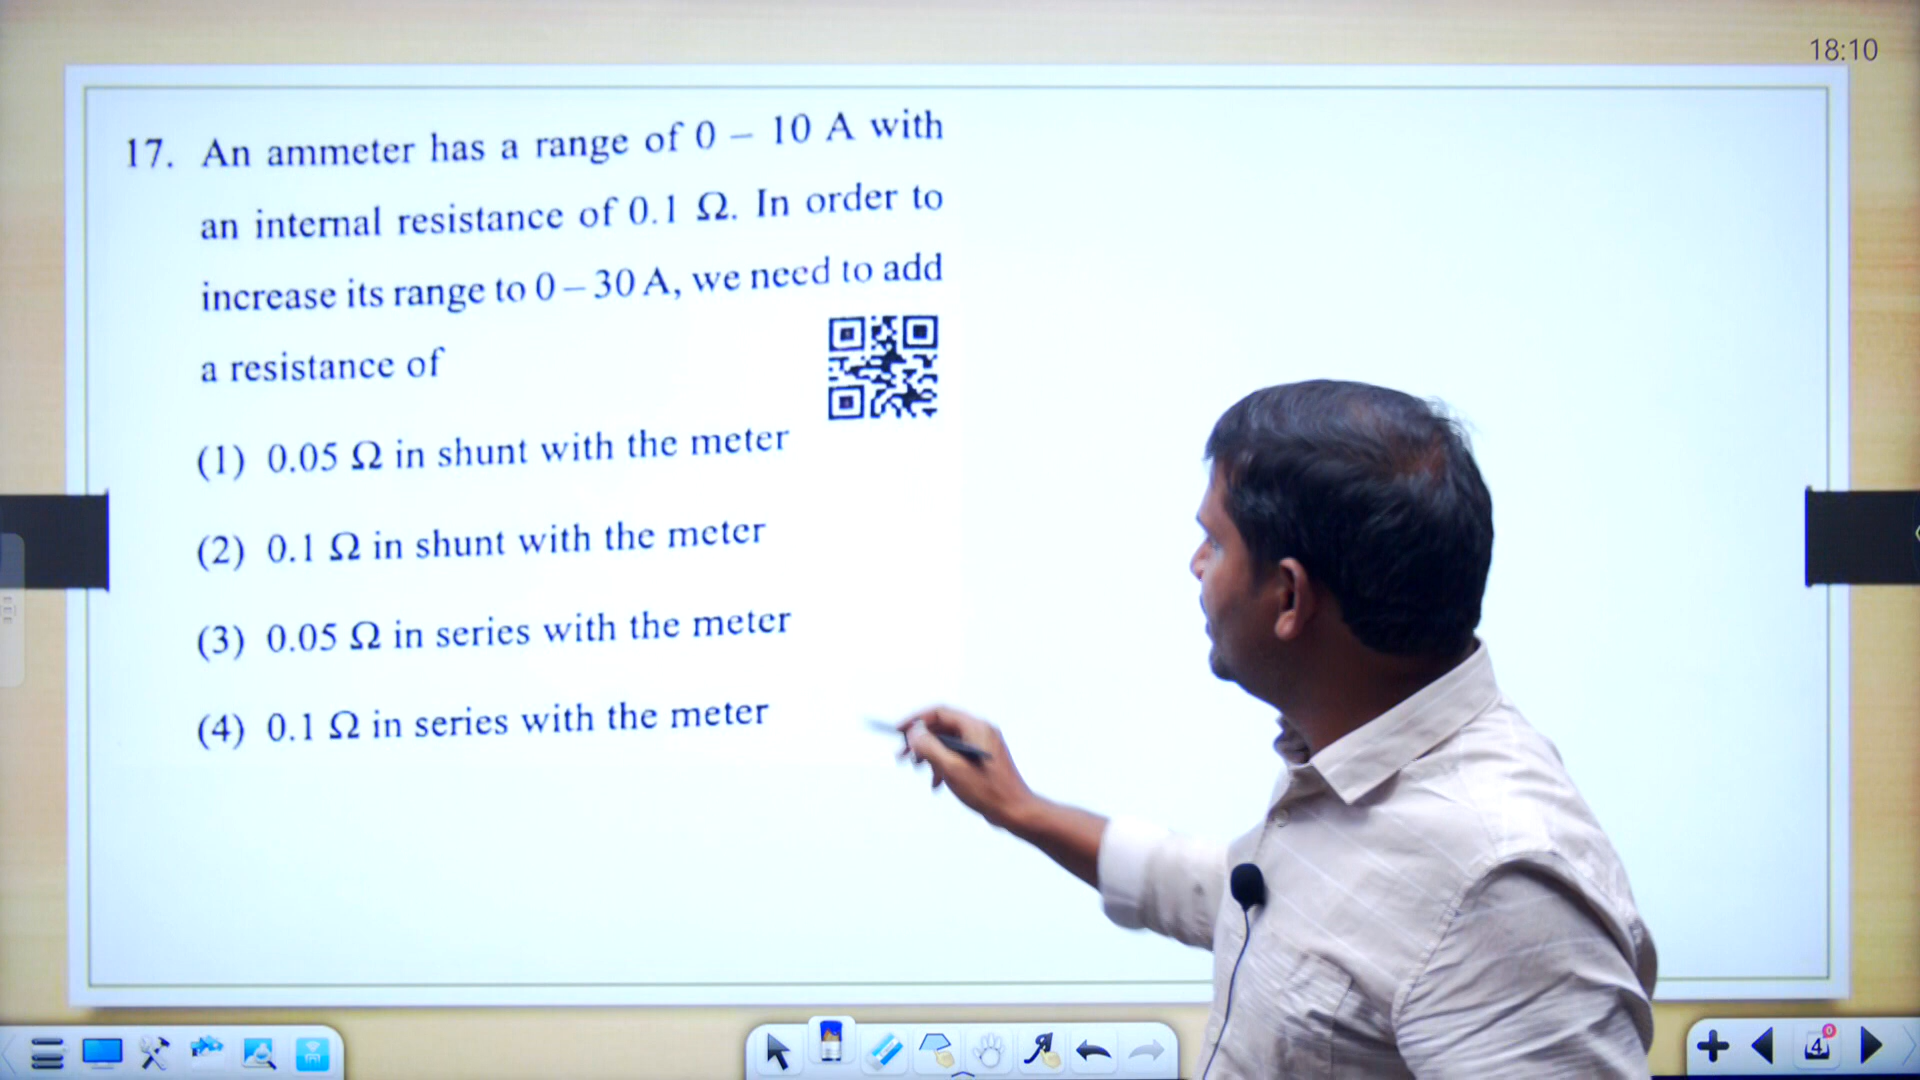 18:10
17. An ammeter has a range of 0 – 10 A with
an internal resistance of 0.1 Ω. In order to
increase its range to 0 – 30 A, we need to add
a resistance of
(1) 0.05 Ω in shunt with the meter
(2) 0.1 Ω in shunt with the meter
(3) 0.05 Ω in series with the meter
(4) 0.1 Ω in series with the meter
0
4